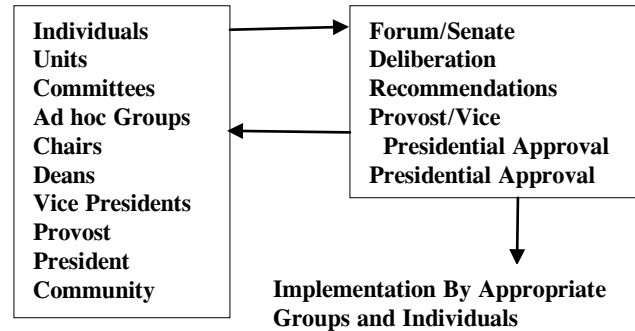 Individuals
Units
Committees
Ad hoc Groups
Chairs
Deans
Vice Presidents
Provost
President
Community
Forum/Senate
Deliberation
Recommendations
Provost/Vice
Presidential Approval
Presidential Approval
Implementation By Appropriate
Groups and Individuals